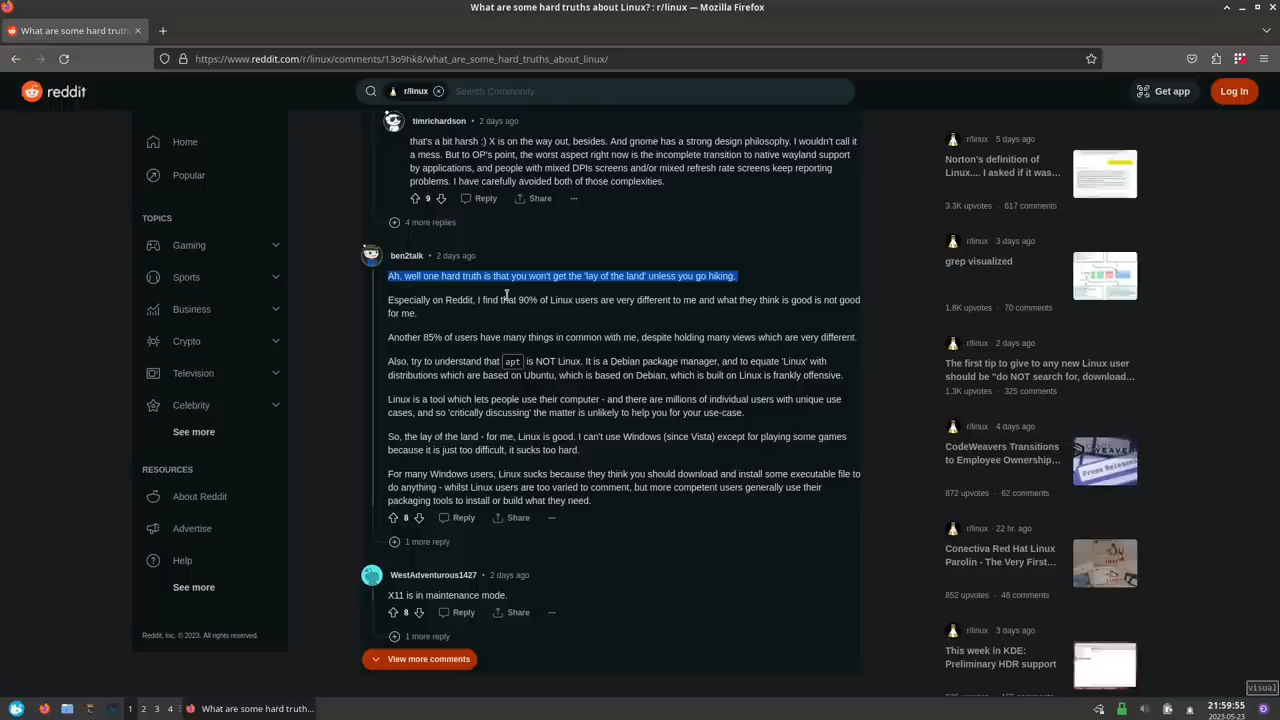 What are some hard truths about Linux? : r/linux — Mozilla Firefox
What are some hard truth
https://www.reddit.com/r/linux/comments/13o9hk8/what_are_some_hard_truths_about_linux/
reddit
r/linux
Search Community
Get app
Log In
Home
Popular
TOPICS
Gaming
Sports
Business
Crypto
Television
Celebrity
See more
RESOURCES
About Reddit
Advertise
Help
See more
Reddit, Inc. © 2023. All rights reserved.
timrichardson • 2 days ago
that's a bit harsh :) X is on the way out, besides. And gnome has a strong design philosophy. I wouldn't call it
a mess. But to OP's point, the worst aspect right now is the incomplete transition to native wayland support
by applications, and people with mixed DPIs screens and/or mixed refresh rate screens keep reporting
problems. I have carefully avoided both of those complexities.
9 Reply Share ...
4 more replies
ben2talk • 2 days ago
Ah, well one hard truth is that you won't get the 'lay of the land' unless you go hiking.
Especially on Reddit, I find that 90% of Linux users are very different to me and what they think is good is not good
for me.
Another 85% of users have many things in common with me, despite holding many views which are very different.
Also, try to understand that apt is NOT Linux. It is a Debian package manager, and to equate 'Linux' with
distributions which are based on Ubuntu, which is based on Debian, which is built on Linux is frankly offensive.
Linux is a tool which lets people use their computer - and there are millions of individual users with unique use
cases, and so 'critically discussing' the matter is unlikely to help you for your use-case.
So, the lay of the land - for me, Linux is good. I can't use Windows (since Vista) except for playing some games
because it is just too difficult, it sucks too hard.
For many Windows users, Linux sucks because they think you should download and install some executable file to
do anything - whilst Linux users are too varied to comment, but more competent users generally use their
packaging tools to install or build what they need.
8 Reply Share ...
1 more reply
WestAdventurous1427 • 2 days ago
X11 is in maintenance mode.
8 Reply Share ...
1 more reply
View more comments
r/linux 5 days ago
Norton's definition of
Linux.... I asked if it was...
3.3K upvotes · 617 comments
r/linux · 3 days ago
grep visualized
1.8K upvotes · 70 comments
r/linux · 2 days ago
The first tip to give to any new Linux user
should be "do NOT search for, download...
1.3K upvotes · 325 comments
r/linux · 4 days ago
CodeWeavers Transitions
to Employee Ownership...
Press Release
872 upvotes · 62 comments
r/linux · 22 hr. ago
Conectiva Red Hat Linux
Parolin - The Very First...
852 upvotes · 48 comments
r/linux · 3 days ago
This week in KDE:
Preliminary HDR support
visual
1 2 3 4
What are some hard truth...
21:59:55
2023-05-23